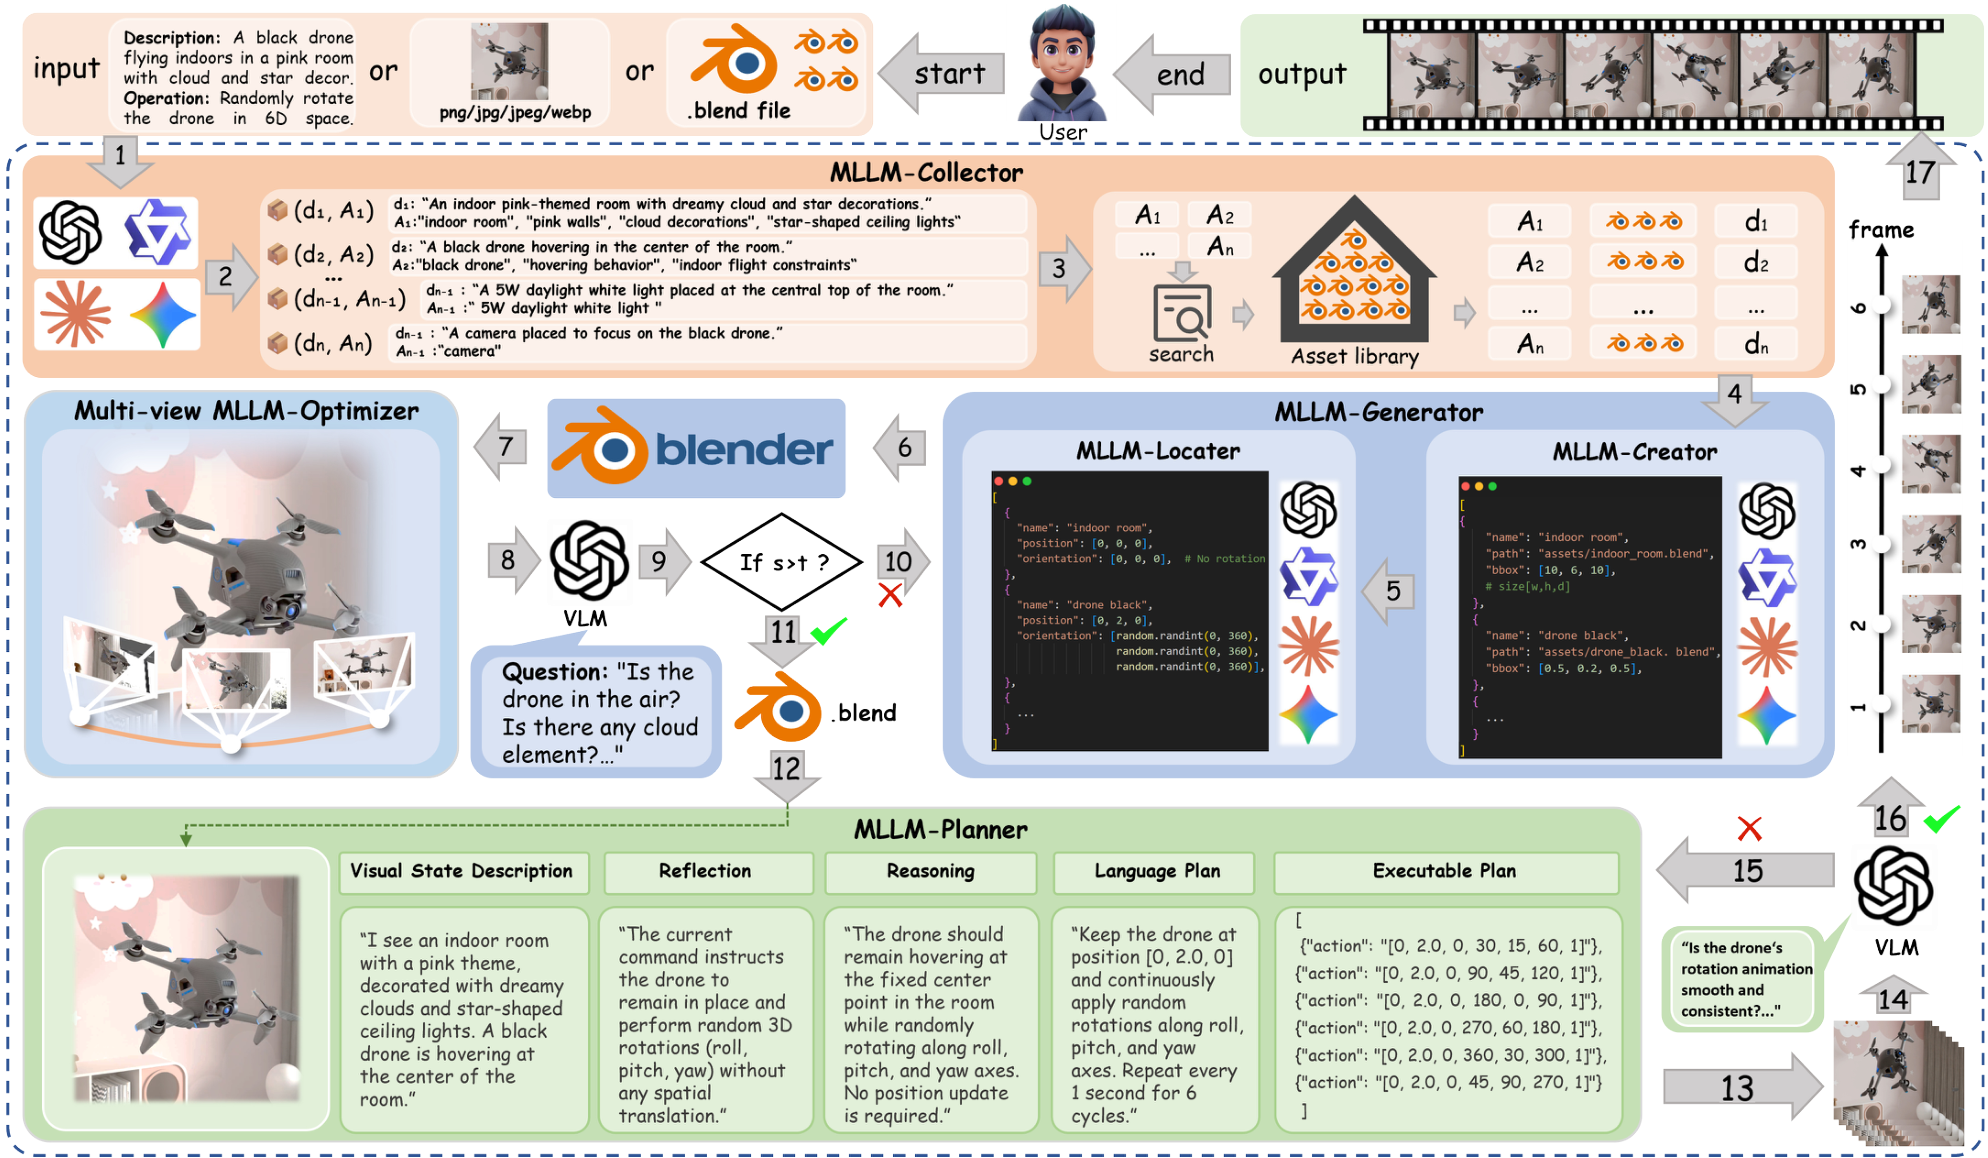 input
Description: A black drone
flying indoors in a pink room
with cloud and star decor.
Operation: Randomly rotate
the drone in 6D space.
or
png/jpg/jpeg/webp
or
.blend file
start
User
end
output
1
MLLM-Collector
17
2
(d₁, A₁)
d₁: “An indoor pink-themed room with dreamy cloud and star decorations.”
A₁:"indoor room", "pink walls", "cloud decorations", "star-shaped ceiling lights“
(d₂, A₂)
d₂: “A black drone hovering in the center of the room.”
A₂:"black drone", "hovering behavior", "indoor flight constraints“
...
(dₙ₋₁, Aₙ₋₁)
dₙ₋₁ : “A 5W daylight white light placed at the central top of the room.”
Aₙ₋₁ :“ 5W daylight white light "
(dₙ, Aₙ)
dₙ₋₁ : “A camera placed to focus on the black drone.”
Aₙ₋₁ :“camera"
3
A₁
A₂
...
Aₙ
search
Asset library
A₁
d₁
A₂
d₂
...
...
...
Aₙ
dₙ
frame
6
5
4
3
2
1
4
Multi-view MLLM-Optimizer
7
blender
6
8
VLM
9
If s>t ?
10
11
.blend
12
Question: "Is the
drone in the air?
Is there any cloud
element?..."
MLLM-Generator
MLLM-Locater
[
{
"name": "indoor room",
"position": [0, 0, 0],
"orientation": [0, 0, 0], # No rotation
},
{
"name": "drone black",
"position": [0, 2, 0],
"orientation": [random.randint(0, 360),
random.randint(0, 360),
random.randint(0, 360)],
},
{
...
}
]
5
MLLM-Creator
[
{
"name": "indoor room",
"path": "assets/indoor_room.blend",
"bbox": [10, 6, 10],
# size[w,h,d]
},
{
"name": "drone black",
"path": "assets/drone_black. blend",
"bbox": [0.5, 0.2, 0.5],
},
{
...
}
]
MLLM-Planner
Visual State Description
“I see an indoor room
with a pink theme,
decorated with dreamy
clouds and star-shaped
ceiling lights. A black
drone is hovering at
the center of the
room.”
Reflection
“The current
command instructs
the drone to
remain in place and
perform random 3D
rotations (roll,
pitch, yaw) without
any spatial
translation.”
Reasoning
“The drone should
remain hovering at
the fixed center
point in the room
while randomly
rotating along roll,
pitch, and yaw axes.
No position update
is required.”
Language Plan
“Keep the drone at
position [0, 2.0, 0]
and continuously
apply random
rotations along roll,
pitch, and yaw
axes. Repeat every
1 second for 6
cycles.”
Executable Plan
[
{"action": "[0, 2.0, 0, 30, 15, 60, 1]"},
{"action": "[0, 2.0, 0, 90, 45, 120, 1]"},
{"action": "[0, 2.0, 0, 180, 0, 90, 1]"},
{"action": "[0, 2.0, 0, 270, 60, 180, 1]"},
{"action": "[0, 2.0, 0, 360, 30, 300, 1]"},
{"action": "[0, 2.0, 0, 45, 90, 270, 1]"}
]
13
14
“Is the drone‘s
rotation animation
smooth and
consistent?..."
VLM
15
16